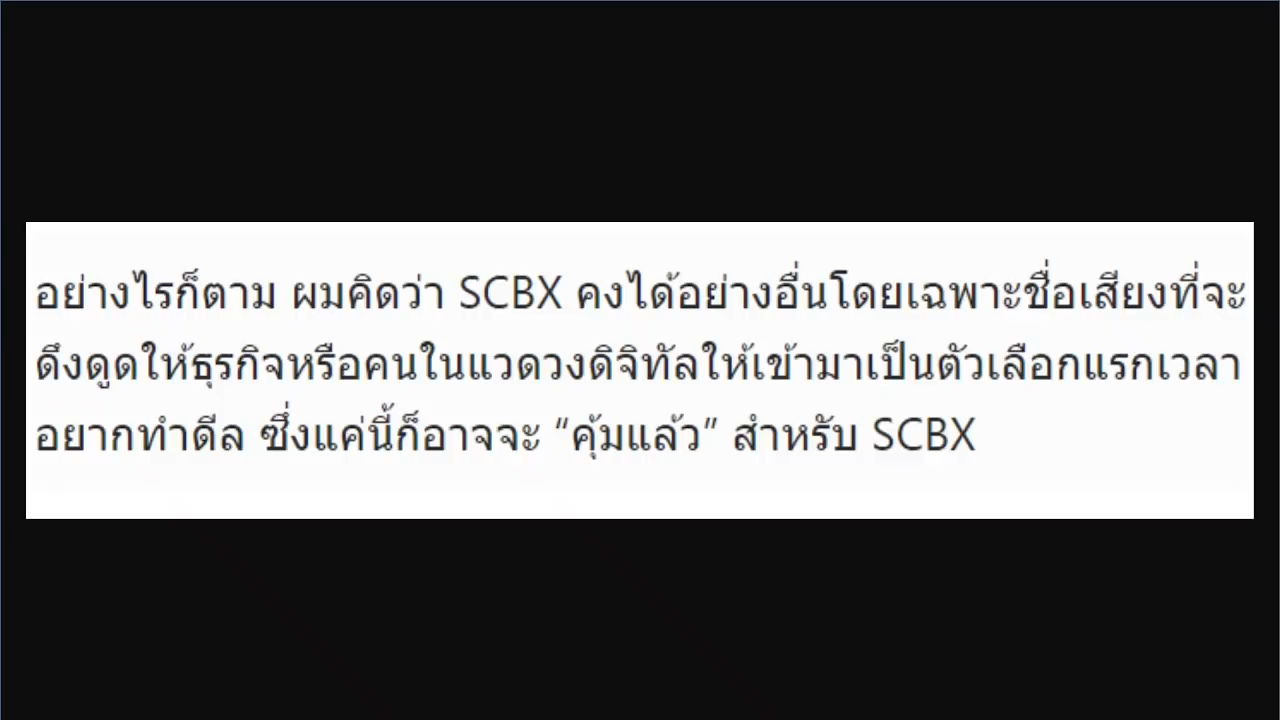 อย่างไรก็ตาม ผมคิดว่า SCBX คงได้อย่างอื่นโดยเฉพาะชื่อเสียงที่จะ
ดึงดูดให้ธุรกิจหรือคนในแวดวงดิจิทัลให้เข้ามาเป็นตัวเลือกแรกเวลา
อยากทำดีล ซึ่งแค่นี้ก็อาจจะ “คุ้มแล้ว” สำหรับ SCBX